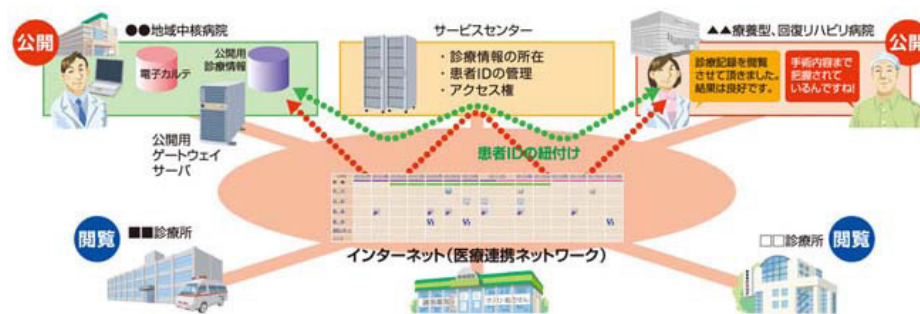 公開
●●地域中核病院
電子カルテ
公開用
診療情報
公開用
ゲートウェイ
サーバ
サービスセンター
・診療情報の所在
・患者IDの管理
・アクセス権
▲▲療養型、回復リハビリ病院
公開
診療記録を閲覧
させて頂きました。
結果は良好です。
手術内容まで
把握されて
いるんですね!
患者IDの紐付け
インターネット(医療連携ネットワーク)
閲覧
■■診療所
□□診療所
閲覧